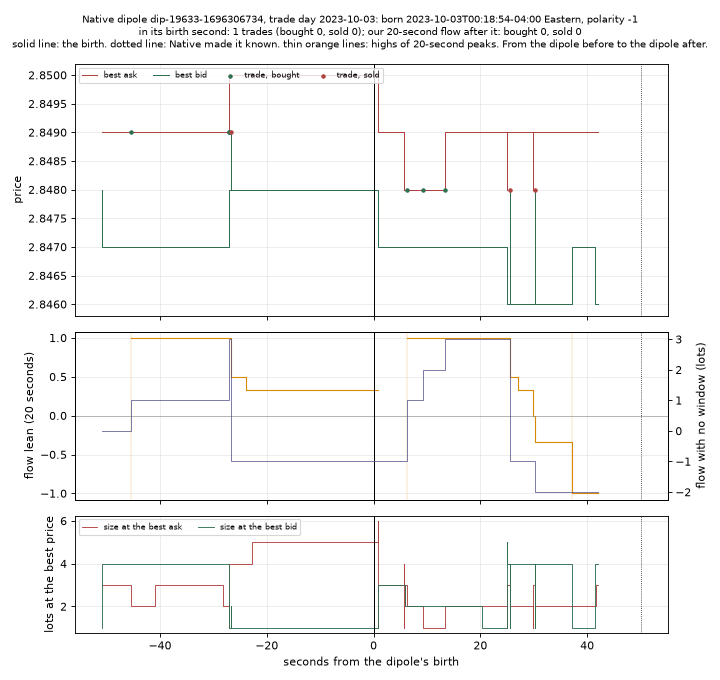 Native dipole dip-19633-1696306734, trade day 2023-10-03: born 2023-10-03T00:18:54-04:00 Eastern, polarity -1
in its birth second: 1 trades (bought 0, sold 0); our 20-second flow after it: bought 0, sold 0
solid line: the birth. dotted line: Native made it known. thin orange lines: highs of 20-second peaks. From the dipole before to the dipole after.
best ask
best bid
trade, bought
trade, sold
2.8500
2.8495
2.8490
2.8485
2.8480
2.8475
2.8470
2.8465
2.8460
price
1.0
0.5
0.0
−0.5
−1.0
flow lean (20 seconds)
3
2
1
0
−1
−2
flow with no window (lots)
size at the best ask
size at the best bid
6
4
2
lots at the best price
−40
−20
0
20
40
seconds from the dipole's birth